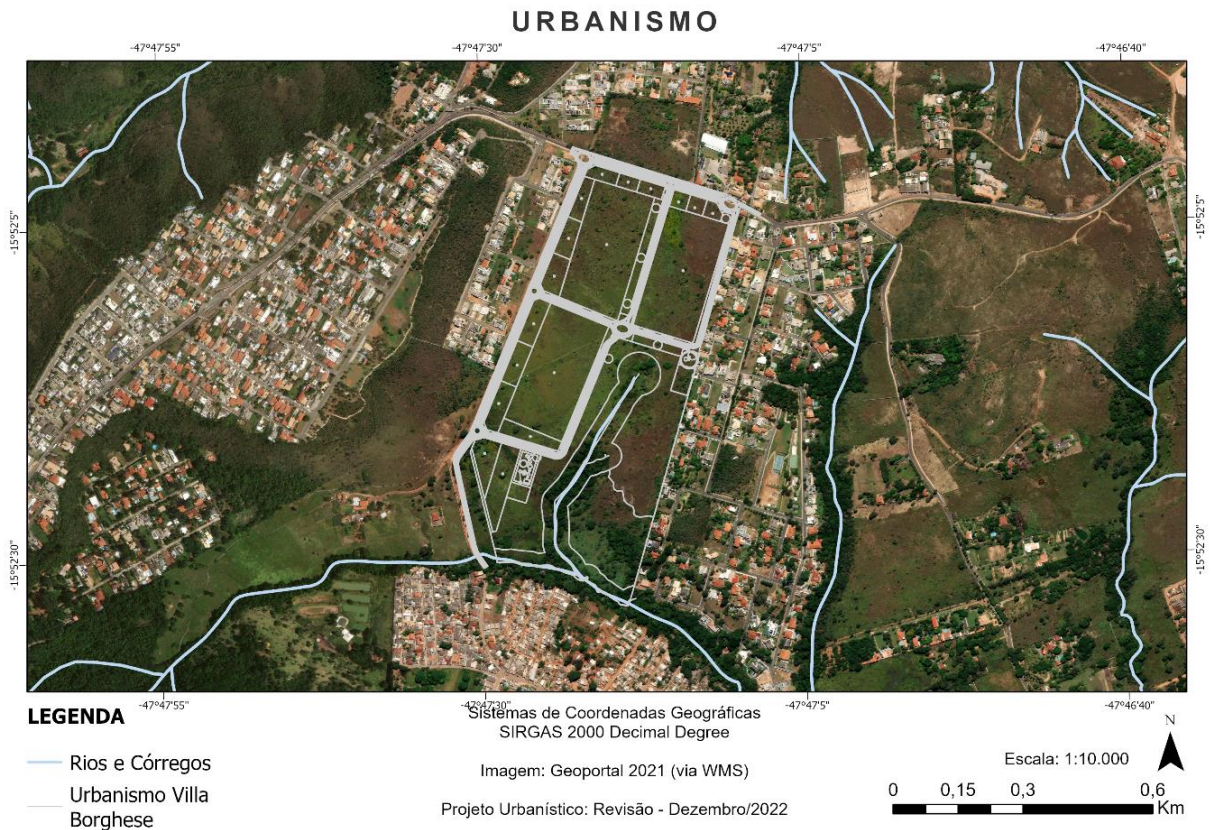 URBANISMO
-47°47'55"
-47°47'30"
-47°47'5"
-47°46'40"
-15°52'5"
-15°52'5"
-15°52'30"
-15°52'30"
-47°47'55"
-47°47'30"
-47°47'5"
-47°46'40"
LEGENDA
Rios e Córregos
Urbanismo Villa
Borghese
Sistemas de Coordenadas Geográficas
SIRGAS 2000 Decimal Degree
Imagem: Geoportal 2021 (via WMS)
Projeto Urbanístico: Revisão - Dezembro/2022
N
Escala: 1:10.000
0 0,15 0,3 0,6
Km